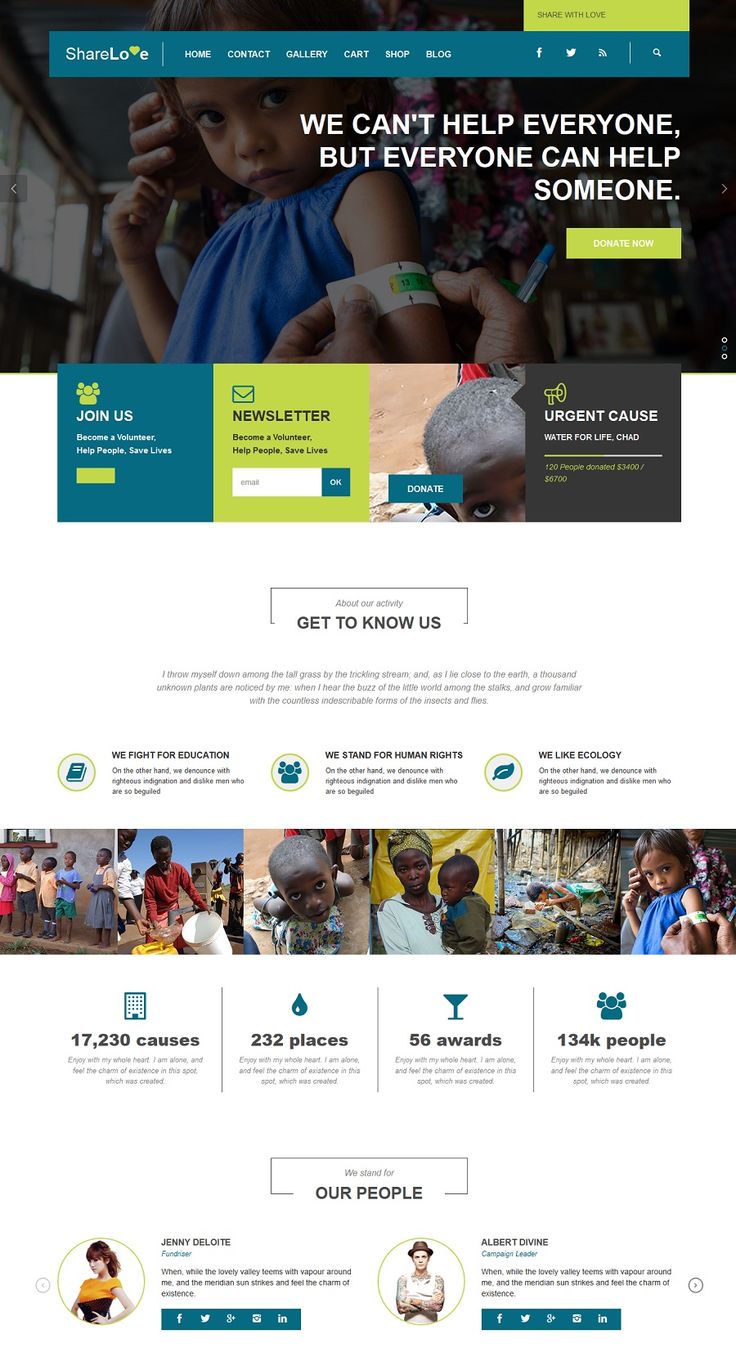 SHARE WITH LOVE
ShareLove HOME CONTACT GALLERY CART SHOP BLOG
WE CAN'T HELP EVERYONE,
BUT EVERYONE CAN HELP
SOMEONE.
DONATE NOW
JOIN US
Become a Volunteer,
Help People, Save Lives
NEWSLETTER
Become a Volunteer,
Help People, Save Lives
email OK
DONATE
URGENT CAUSE
WATER FOR LIFE, CHAD
120 People donated $3400 /
$6700
About our activity
GET TO KNOW US
I throw myself down among the tall grass by the trickling stream; and, as I lie close to the earth, a thousand
unknown plants are noticed by me: when I hear the buzz of the little world among the stalks, and grow familiar
with the countless indescribable forms of the insects and flies.
WE FIGHT FOR EDUCATION
On the other hand, we denounce with
righteous indignation and dislike men who
are so beguiled
WE STAND FOR HUMAN RIGHTS
On the other hand, we denounce with
righteous indignation and dislike men who
are so beguiled
WE LIKE ECOLOGY
On the other hand, we denounce with
righteous indignation and dislike men who
are so beguiled
17,230 causes
Enjoy with my whole heart. I am alone, and
feel the charm of existence in this spot,
which was created.
232 places
Enjoy with my whole heart. I am alone,
and feel the charm of existence in this
spot, which was created.
56 awards
Enjoy with my whole heart. I am alone,
and feel the charm of existence in this
spot, which was created.
134k people
Enjoy with my whole heart. I am alone,
and feel the charm of existence in this
spot, which was created.
We stand for
OUR PEOPLE
JENNY DELOITE
Fundriser
When, while the lovely valley teems with vapour around
me, and the meridian sun strikes and feel the charm of
existence.
ALBERT DIVINE
Campaign Leader
When, while the lovely valley teems with vapour around
me, and the meridian sun strikes and feel the charm of
existence.